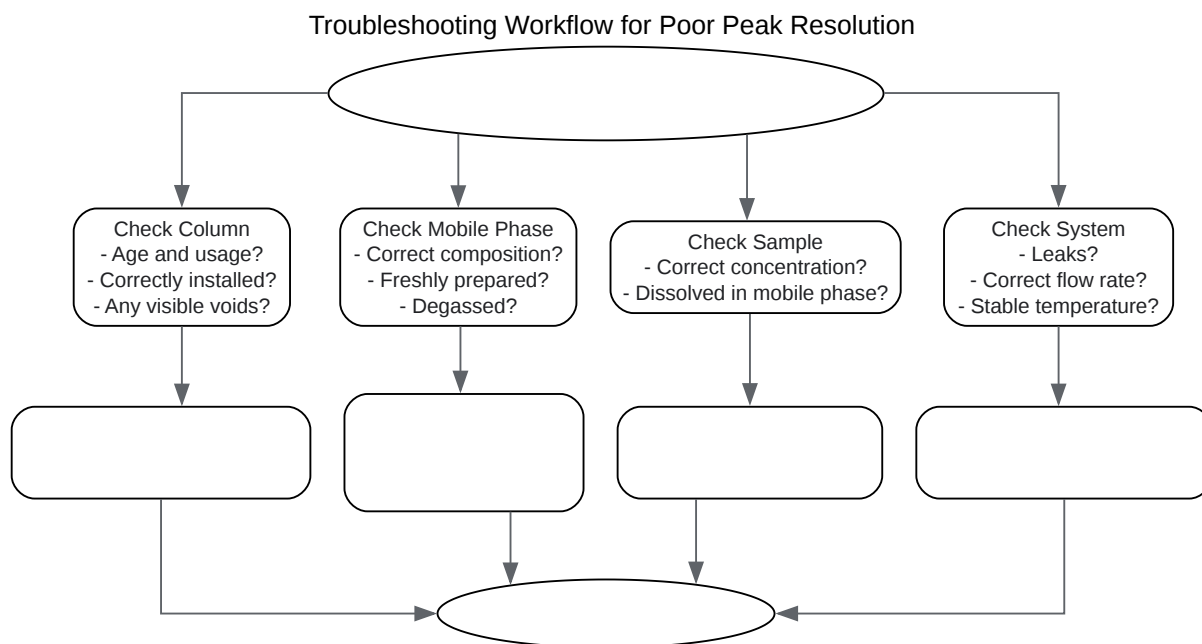 Troubleshooting Workflow for Poor Peak Resolution
Check Column
- Age and usage?
- Correctly installed?
- Any visible voids?
Check Mobile Phase
- Correct composition?
- Freshly prepared?
- Degassed?
Check Sample
- Correct concentration?
- Dissolved in mobile phase?
Check System
- Leaks?
- Correct flow rate?
- Stable temperature?